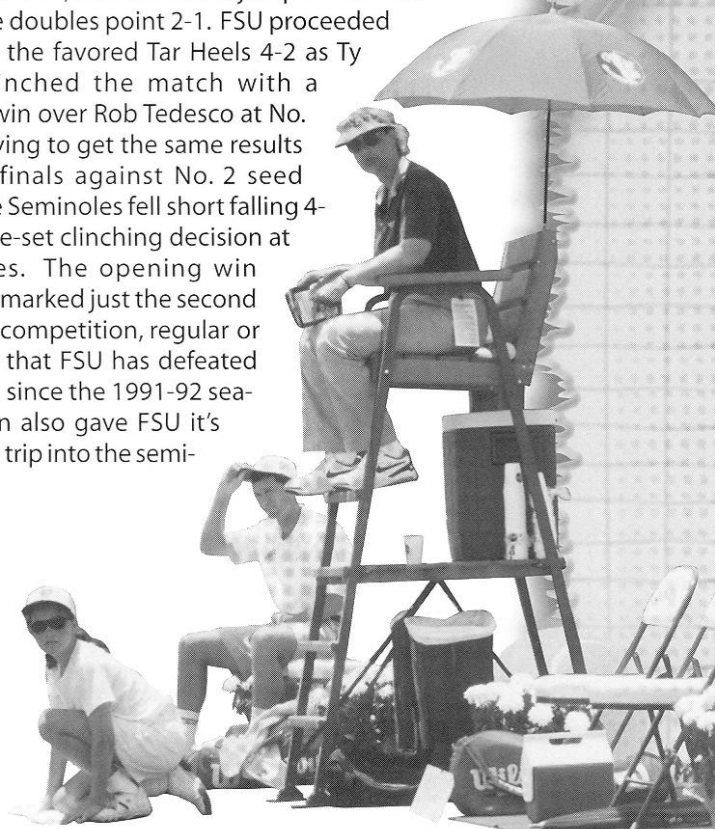 e doubles point 2-1. FSU proceeded
the favored Tar Heels 4-2 as Ty
inched the match with a
win over Rob Tedesco at No.
ying to get the same results
finals against No. 2 seed
e Seminoles fell short falling 4-
e-set clinching decision at
es. The opening win
marked just the second
competition, regular or
that FSU has defeated
since the 1991-92 sea-
n also gave FSU it's
trip into the semi-
Wils